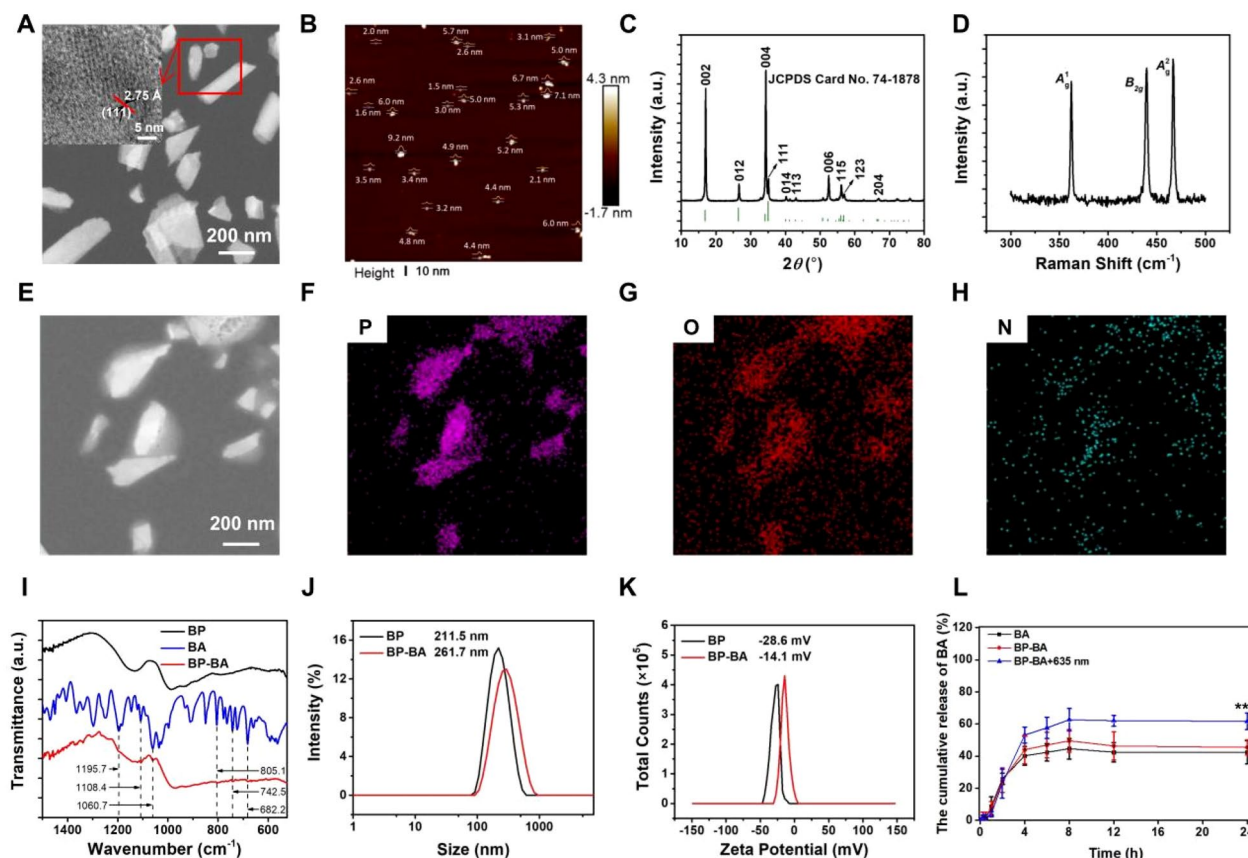 A
2.75 Å
(111)
5 nm
200 nm
B
2.0 nm
5.7 nm
2.6 nm
3.1 nm
5.0 nm
2.6 nm
1.5 nm
6.7 nm
7.1 nm
1.6 nm
6.0 nm
3.0 nm
5.0 nm
5.3 nm
9.2 nm
4.9 nm
5.2 nm
3.5 nm
3.4 nm
2.1 nm
4.4 nm
3.2 nm
4.8 nm
4.4 nm
6.0 nm
4.3 nm
-1.7 nm
Height 10 nm
C
Intensity (a.u.)
JCPDS Card No. 74-1878
002
012
004
111
014
113
006
115
123
204
10 20 30 40 50 60 70 80
2θ (°)
D
Intensity (a.u.)
A1g
B2g
A2g
300 350 400 450 500
Raman Shift (cm-1)
E
200 nm
F
P
G
O
H
N
I
Transmittance (a.u.)
BP
BA
BP-BA
1195.7
1108.4
1060.7
805.1
742.5
682.2
1400 1200 1000 800 600
Wavenumber (cm-1)
J
Intensity (%)
16
12
8
4
0
BP 211.5 nm
BP-BA 261.7 nm
1 10 100 1000
Size (nm)
K
Total Counts (×10^5)
6
5
4
3
2
1
0
BP -28.6 mV
BP-BA -14.1 mV
-150 -100 -50 0 50 100 150
Zeta Potential (mV)
L
The cumulative release of BA (%)
120
100
80
60
40
20
0
BA
BP-BA
BP-BA+635 nm
0 4 8 12 24
Time (h)